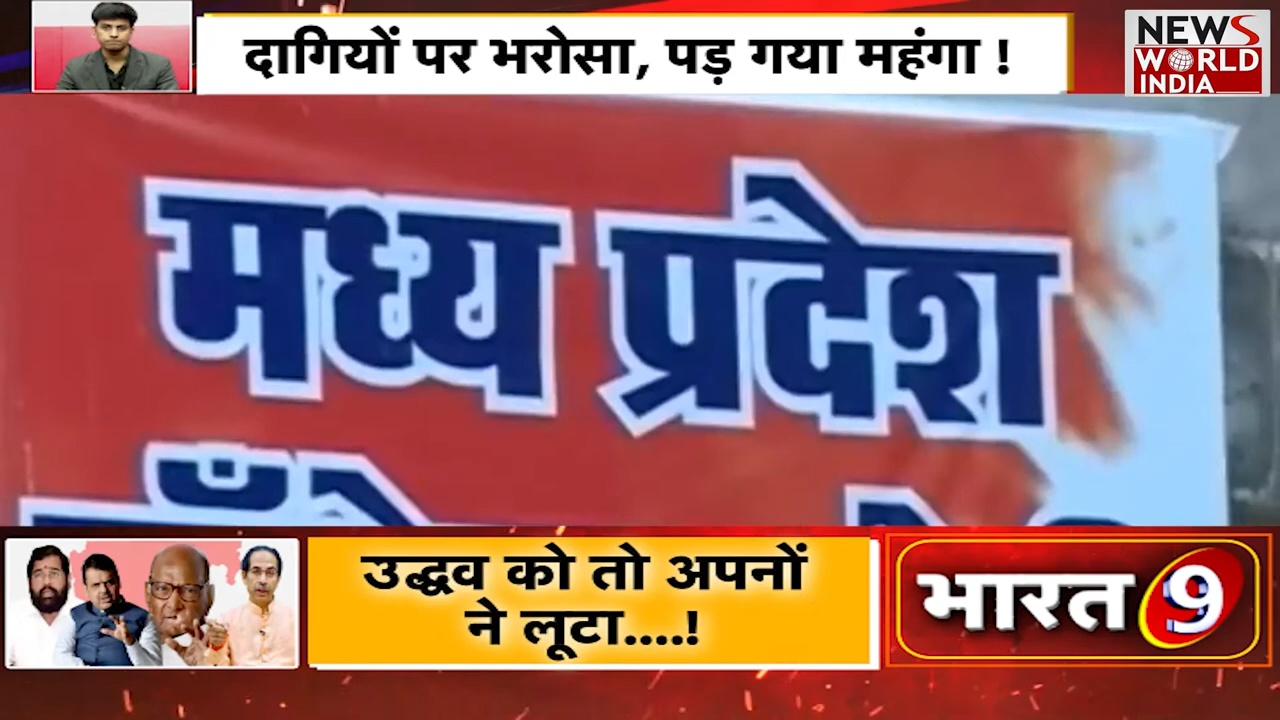 दागियों पर भरोसा, पड़ गया महंगा !
NEWS
WORLD
INDIA
मध्य प्रदेश
उद्धव को तो अपनों
ने लूटा....!
भारत 9